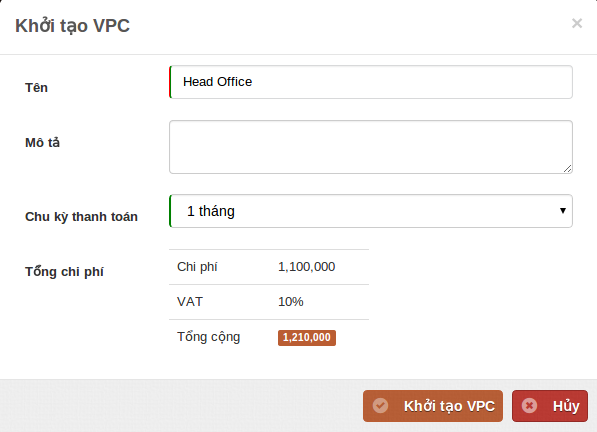 Khởi tạo VPC
×
Tên
Head Office
Mô tả
Chu kỳ thanh toán
1 tháng
Tổng chi phí
Chi phí 1,100,000
VAT 10%
Tổng cộng 1,210,000
Khởi tạo VPC
Hủy